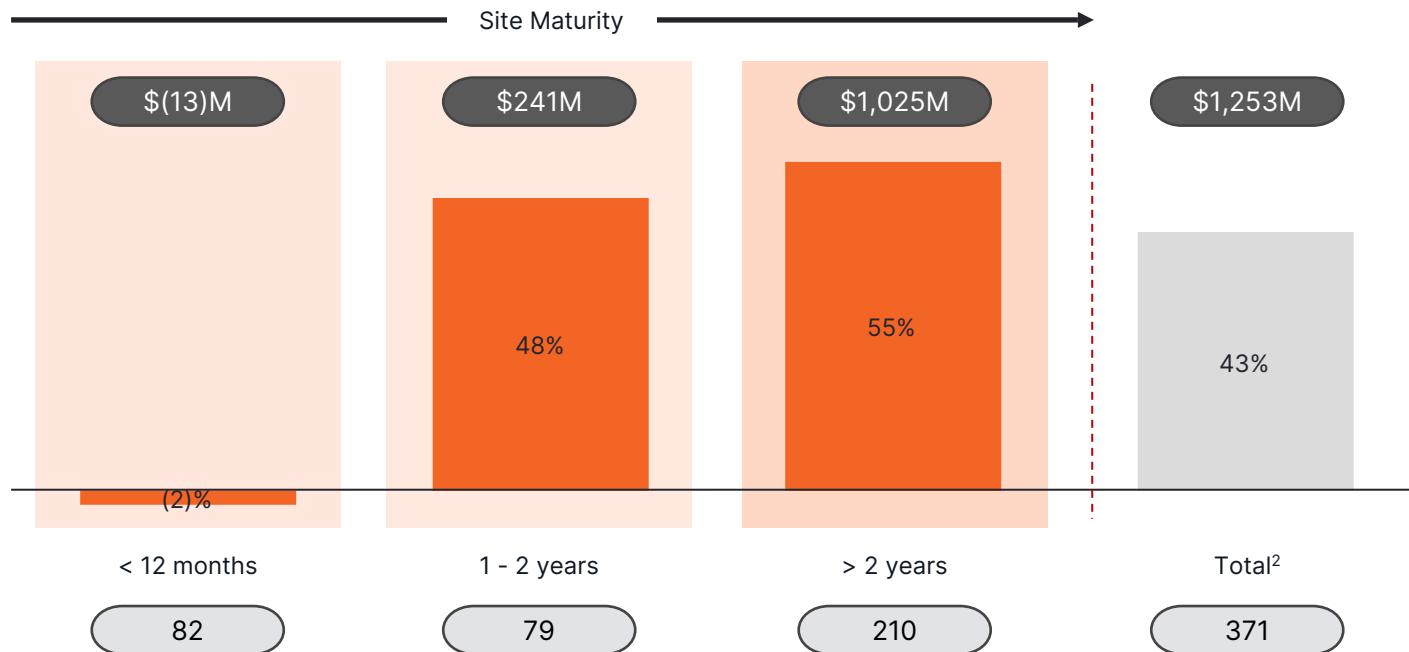 Site Maturity
$(13)M $241M $1,025M $1,253M
(2)% 48% 55% 43%
< 12 months 1 - 2 years > 2 years Total²
82 79 210 371